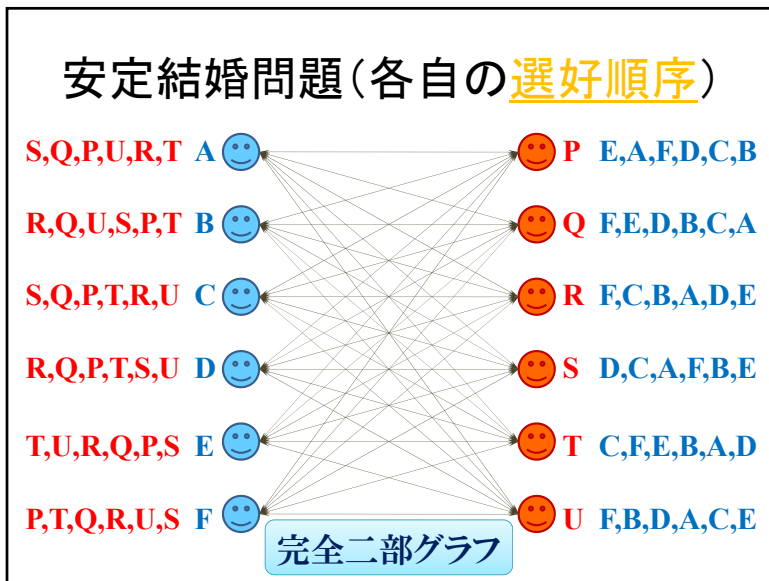 安定結婚問題(各自の選好順序)
S,Q,P,U,R,T A P E,A,F,D,C,B
R,Q,U,S,P,T B Q F,E,D,B,C,A
S,Q,P,T,R,U C R F,C,B,A,D,E
R,Q,P,T,S,U D S D,C,A,F,B,E
T,U,R,Q,P,S E T C,F,E,B,A,D
P,T,Q,R,U,S F U F,B,D,A,C,E
完全二部グラフ